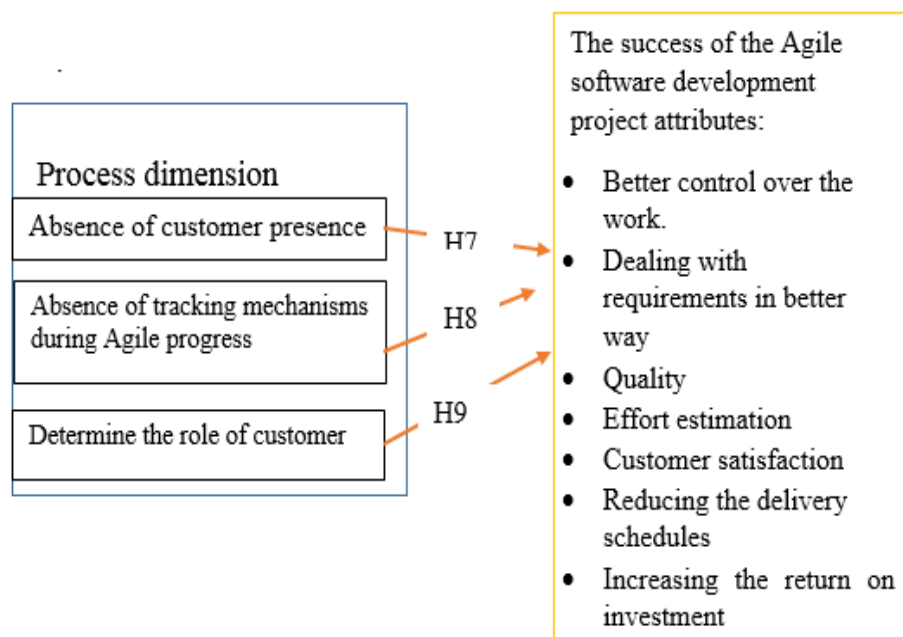 Process dimension
Absence of customer presence
Absence of tracking mechanisms
during Agile progress
Determine the role of customer
H7
H8
H9
The success of the Agile
software development
project attributes:
• Better control over the
work.
• Dealing with
requirements in better
way
• Quality
• Effort estimation
• Customer satisfaction
• Reducing the delivery
schedules
• Increasing the return on
investment